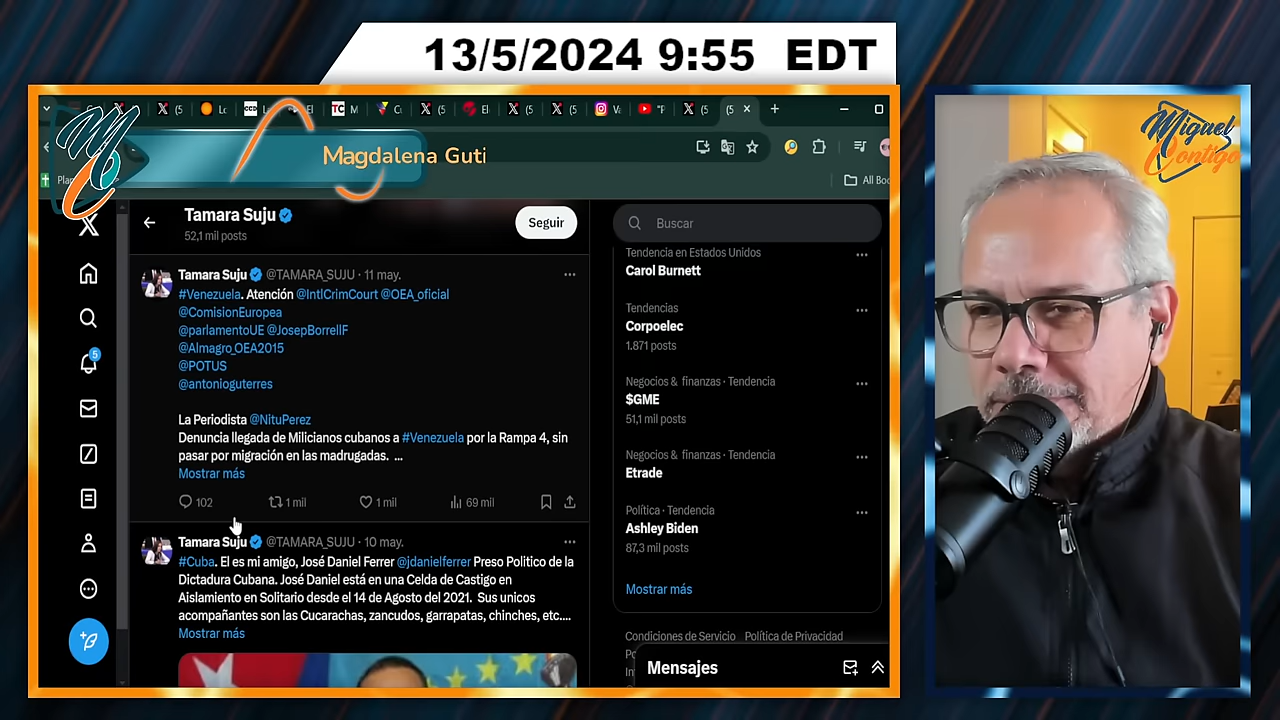 13/5/2024 9:55 EDT
Magdalena Guti
Miguel
Contigo
All Boo
Tamara Suju
52,1 mil posts
Seguir
Buscar
Tamara Suju @TAMARA_SUJU · 11 may.
#Venezuela. Atención @IntlCrimCourt @OEA_oficial
@ComisionEuropea
@parlamentoUE @JosepBorrellF
@Almagro_OEA2015
@POTUS
@antonioguterres
La Periodista @NituPerez
Denuncia llegada de Milicianos cubanos a #Venezuela por la Rampa 4, sin
pasar por migración en las madrugadas. ...
Mostrar más
102 1 mil 1 mil 69 mil
Tamara Suju @TAMARA_SUJU · 10 may.
#Cuba. El es mi amigo, José Daniel Ferrer @jdanielferrer Preso Politico de la
Dictadura Cubana. José Daniel está en una Celda de Castigo en
Aislamiento en Solitario desde el 14 de Agosto del 2021. Sus unicos
acompañantes son las Cucarachas, zancudos, garrapatas, chinches, etc....
Mostrar más
Tendencia en Estados Unidos
Carol Burnett
Tendencias
Corpoelec
1.871 posts
Negocios & finanzas · Tendencia
$GME
51,1 mil posts
Negocios & finanzas · Tendencia
Etrade
Política · Tendencia
Ashley Biden
87,3 mil posts
Mostrar más
Condiciones de Servicio Política de Privacidad
Mensajes
5